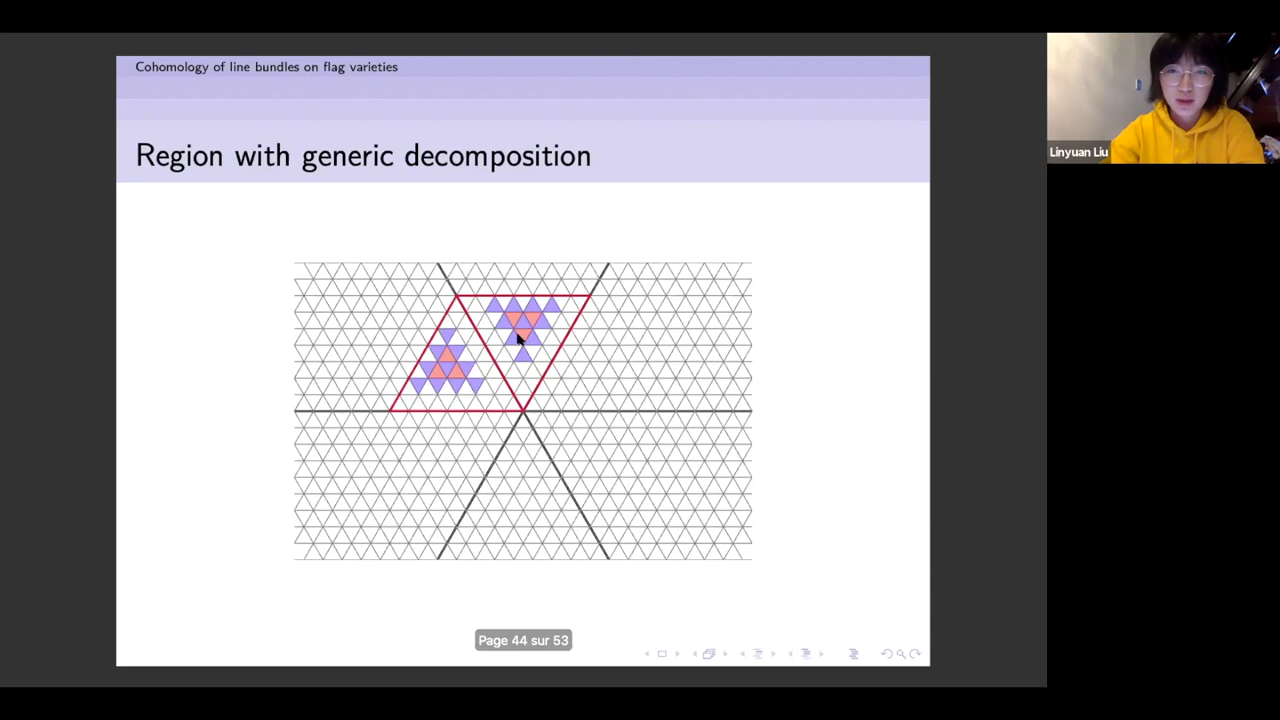 Cohomology of line bundles on flag varieties
Region with generic decomposition
Linyuan Liu
Page 44 sur 53